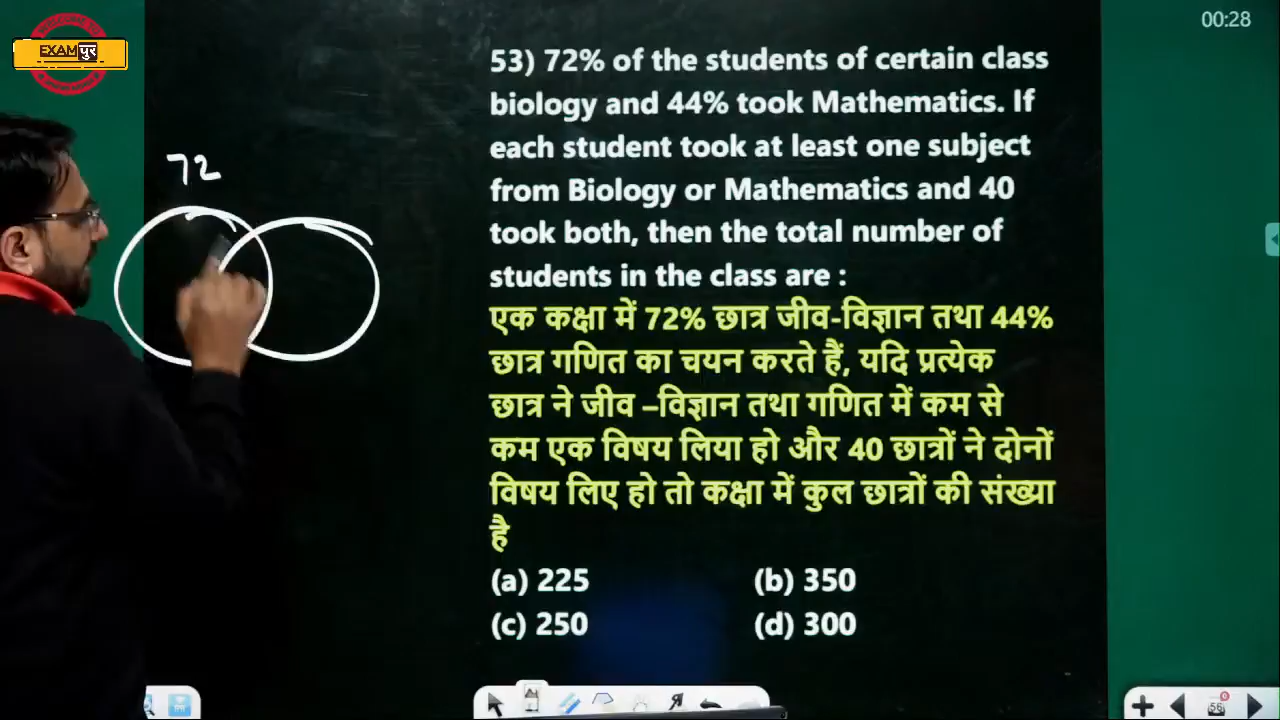 WELCOME TO
EXAMपुर
00:28
72
53) 72% of the students of certain class
biology and 44% took Mathematics. If
each student took at least one subject
from Biology or Mathematics and 40
took both, then the total number of
students in the class are :
एक कक्षा में 72% छात्र जीव-विज्ञान तथा 44%
छात्र गणित का चयन करते हैं, यदि प्रत्येक
छात्र ने जीव –विज्ञान तथा गणित में कम से
कम एक विषय लिया हो और 40 छात्रों ने दोनों
विषय लिए हो तो कक्षा में कुल छात्रों की संख्या
है
(a) 225 (b) 350
(c) 250 (d) 300